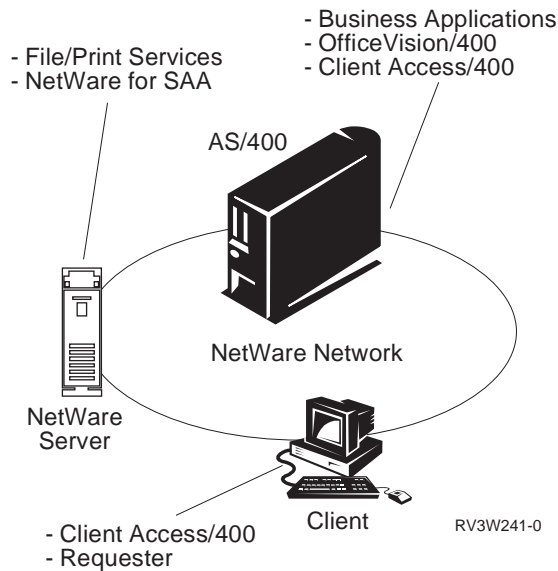 - Business Applications
- OfficeVision/400
- Client Access/400
- File/Print Services
- NetWare for SAA
AS/400
NetWare Network
NetWare
Server
Client
RV3W241-0
- Client Access/400
- Requester